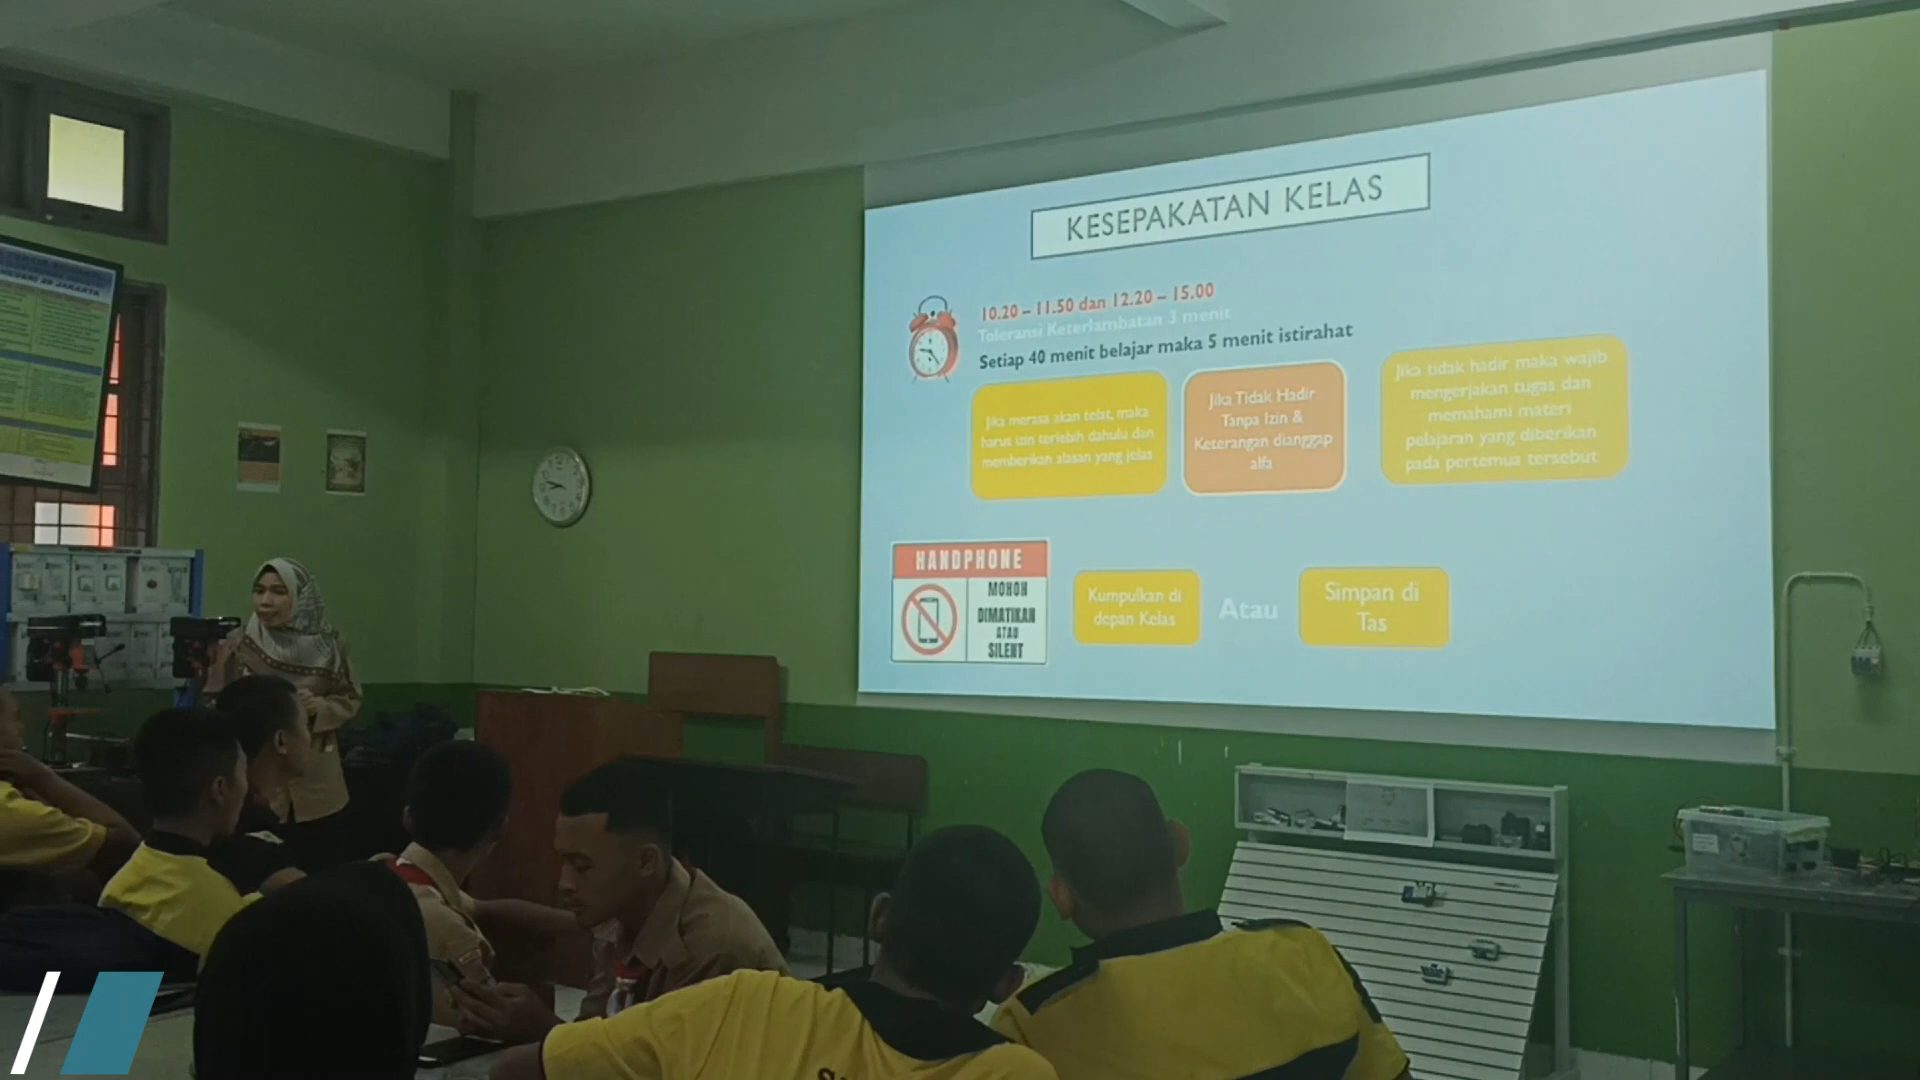 KESEPAKATAN KELAS
10.20 – 11.50 dan 12.20 – 15.00
Toleransi Keterlambatan 3 menit
Setiap 40 menit belajar maka 5 menit istirahat
Jika merasa akan telat, maka
harus izin terlebih dahulu dan
memberikan alasan yang jelas
Jika Tidak Hadir
Tanpa Izin &
Keterangan dianggap
alfa
Jika tidak hadir maka wajib
mengerjakan tugas dan
memahami materi
pelajaran yang diberikan
pada pertemua tersebut
HANDPHONE
MOHON
DIMATIKAN
ATAU
SILENT
Kumpulkan di
depan Kelas
Atau
Simpan di
Tas